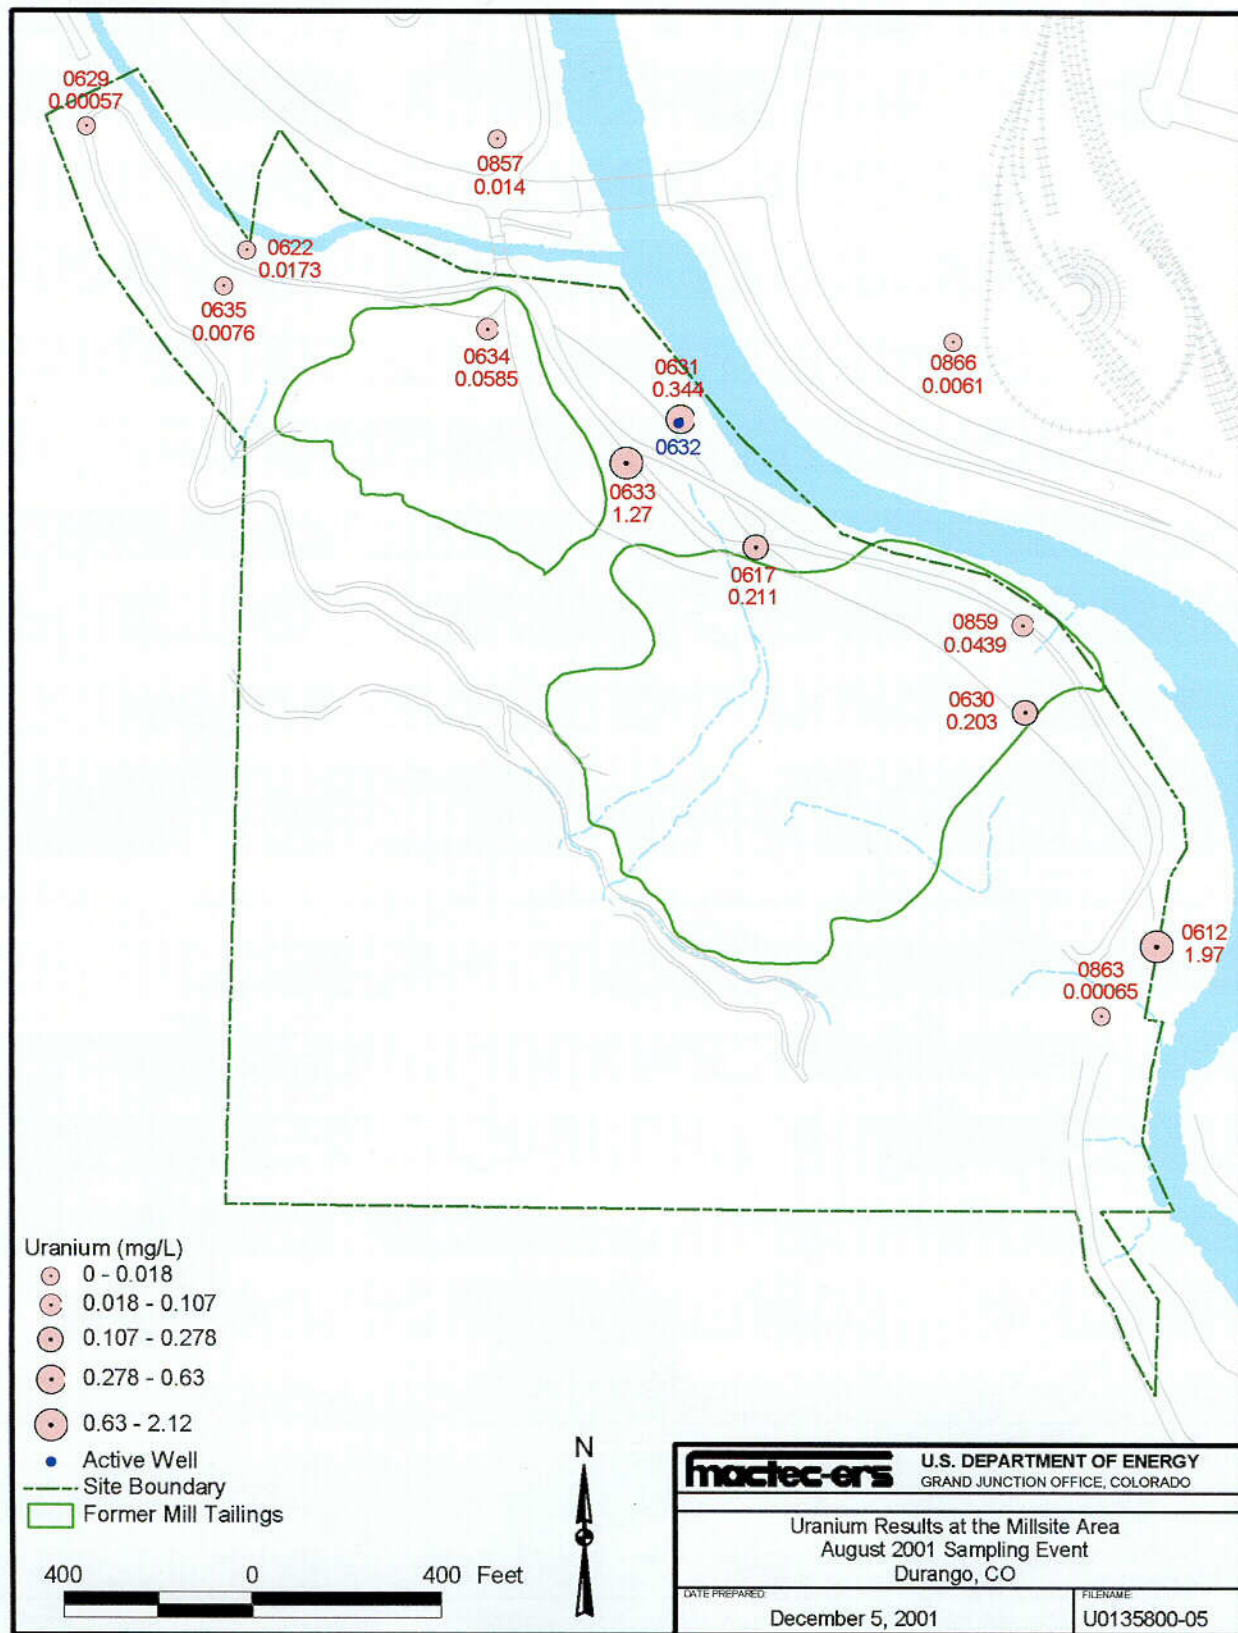 0629
0.00057
0857
0.014
0622
0.0173
0635
0.0076
0634
0.0585
0631
0.344
0632
0866
0.0061
0633
1.27
0617
0.211
0859
0.0439
0630
0.203
0612
1.97
0863
0.00065
Uranium (mg/L)
0 - 0.018
0.018 - 0.107
0.107 - 0.278
0.278 - 0.63
0.63 - 2.12
Active Well
Site Boundary
Former Mill Tailings
400 0 400 Feet
N
mactec-ers
U.S. DEPARTMENT OF ENERGY
GRAND JUNCTION OFFICE, COLORADO
Uranium Results at the Millsite Area
August 2001 Sampling Event
Durango, CO
DATE PREPARED:
December 5, 2001
FILENAME:
U0135800-05